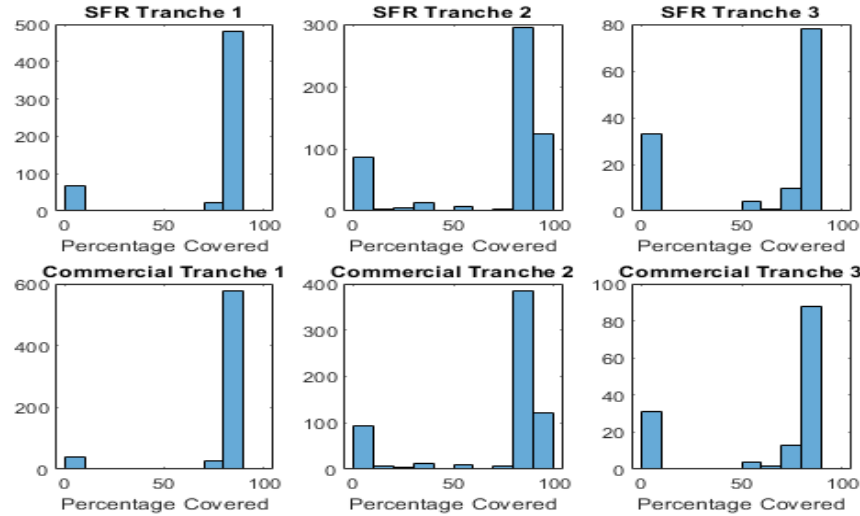 SFR Tranche 1
500
400
300
200
100
0
0 50 100
Percentage Covered
SFR Tranche 2
300
200
100
0
0 50 100
Percentage Covered
SFR Tranche 3
80
60
40
20
0
0 50 100
Percentage Covered
Commercial Tranche 1
600
400
200
0
0 50 100
Percentage Covered
Commercial Tranche 2
400
300
200
100
0
0 50 100
Percentage Covered
Commercial Tranche 3
100
80
60
40
20
0
0 50 100
Percentage Covered